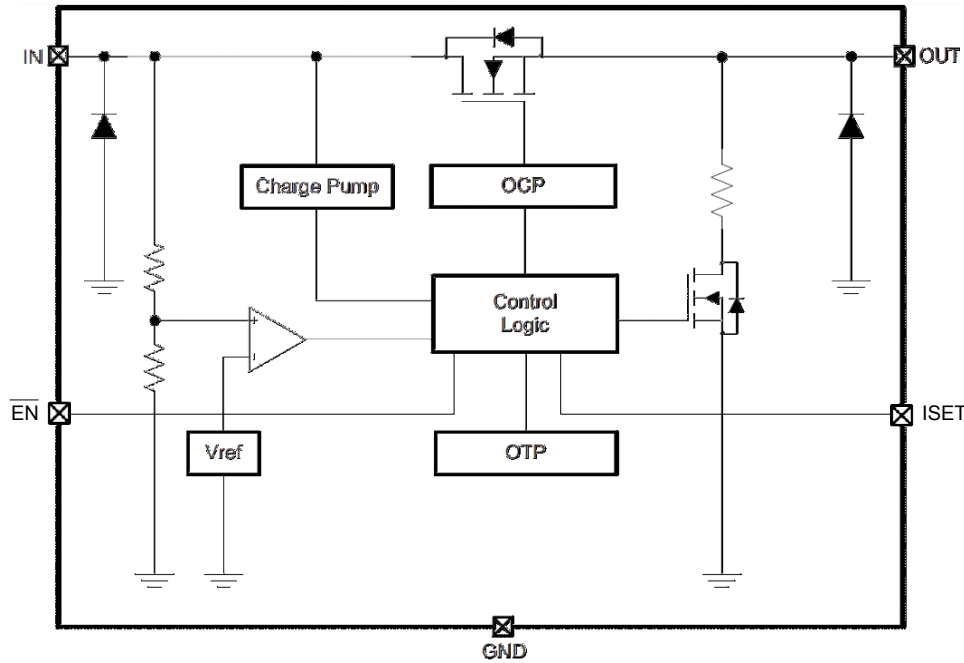 IN
OUT
Charge Pump
OCP
Control
Logic
+
EN
ISET
Vref
OTP
GND